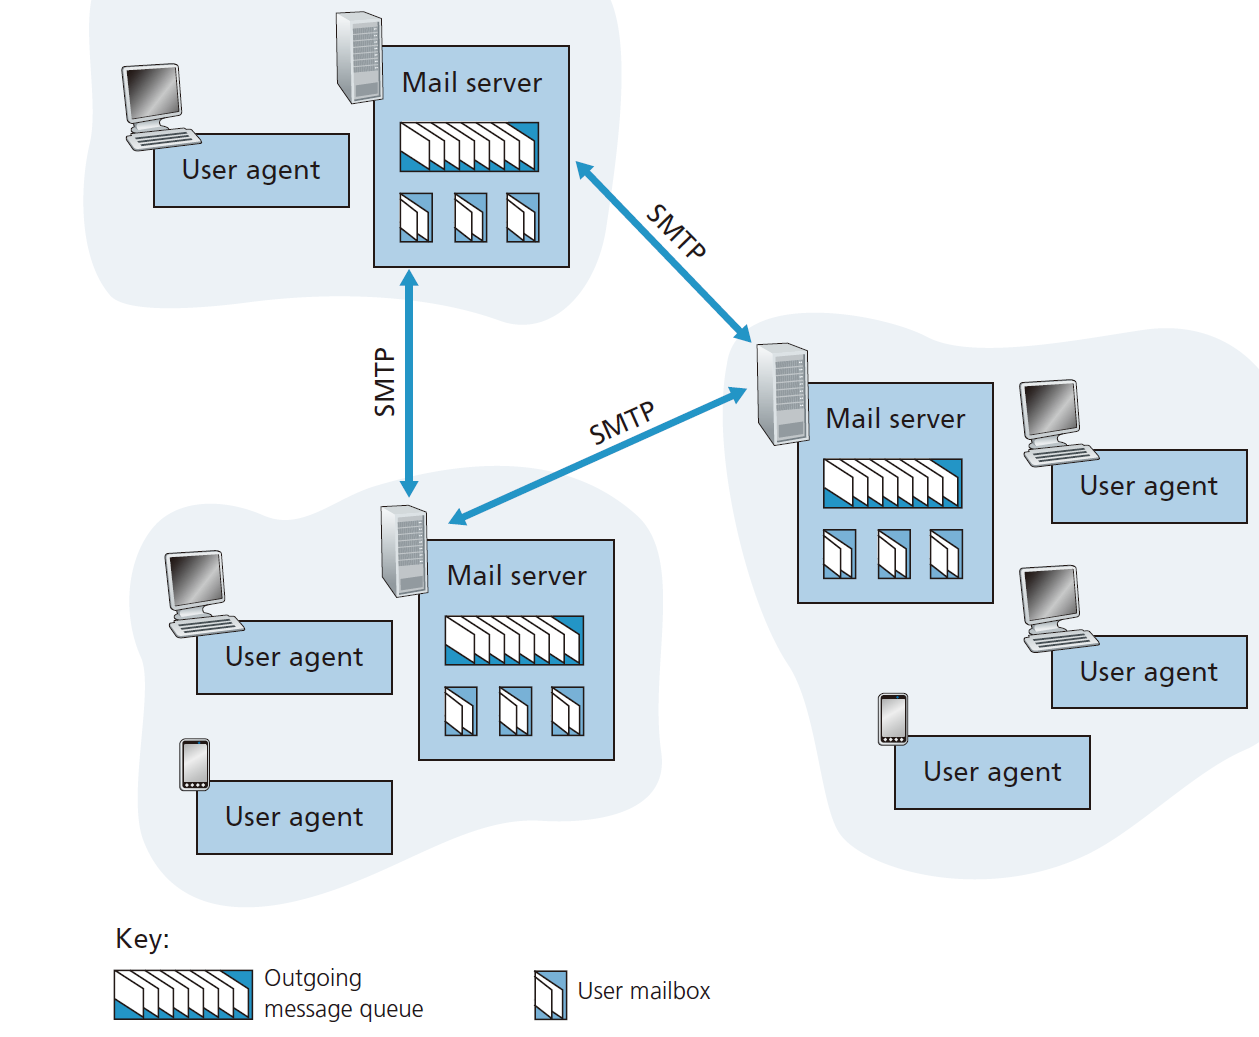 Mail server
User agent
SMTP
SMTP
SMTP
Mail server
User agent
User agent
User agent
Mail server
User agent
User agent
Key:
Outgoing
message queue
User mailbox